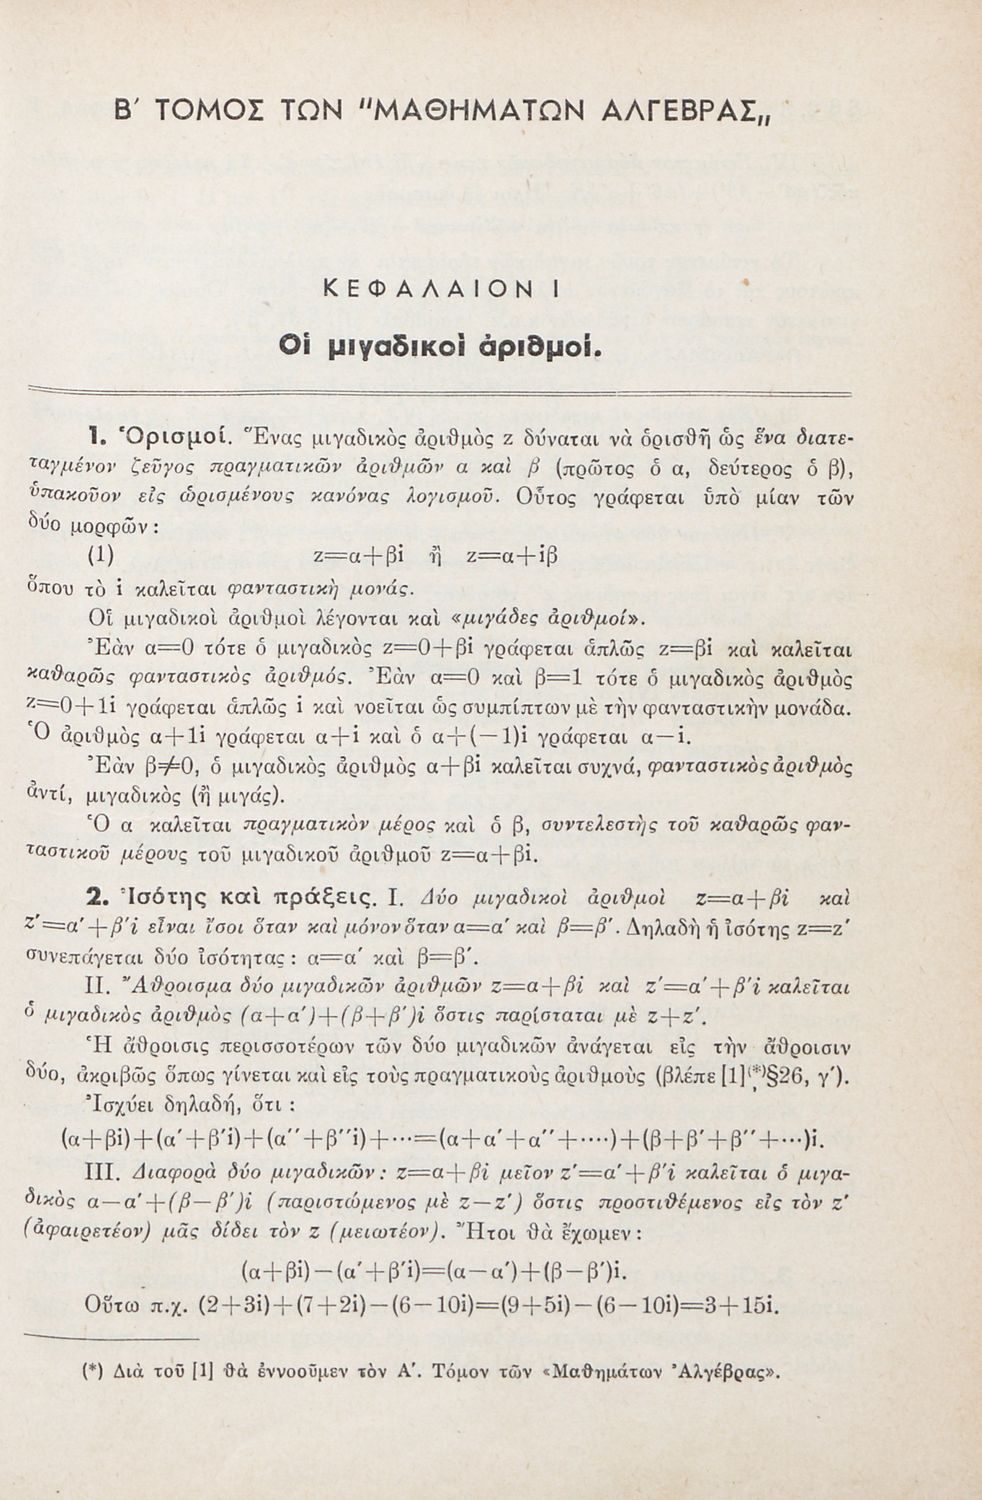 Β΄ ΤΟΜΟΣ ΤΩΝ "ΜΑΘΗΜΑΤΩΝ ΑΛΓΕΒΡΑΣ„
ΚΕΦΑΛΑΙΟΝ Ι
Οἱ μιγαδικοὶ ἀριθμοί.
1. Ὁρισμοί. Ἕνας μιγαδικὸς ἀριθμὸς z δύναται νὰ ὁρισθῇ ὡς ἕνα διατε-
ταγμένον ζεῦγος πραγματικῶν ἀριθμῶν α καὶ β (πρῶτος ὁ α, δεύτερος ὁ β),
ὑπακοῦον εἰς ὡρισμένους κανόνας λογισμοῦ. Οὗτος γράφεται ὑπὸ μίαν τῶν
δύο μορφῶν :
(1) z=α+βi ἢ z=α+iβ
ὅπου τὸ i καλεῖται φανταστικὴ μονάς.
Οἱ μιγαδικοὶ ἀριθμοὶ λέγονται καὶ «μιγάδες ἀριθμοί».
Ἐὰν α=0 τότε ὁ μιγαδικὸς z=0+βi γράφεται ἁπλῶς z=βi καὶ καλεῖται
καθαρῶς φανταστικὸς ἀριθμός. Ἐὰν α=0 καὶ β=1 τότε ὁ μιγαδικὸς ἀριθμὸς
z=0+1i γράφεται ἁπλῶς i καὶ νοεῖται ὡς συμπίπτων μὲ τὴν φανταστικὴν μονάδα.
Ὁ ἀριθμὸς α+1i γράφεται α+i καὶ ὁ α+(—1)i γράφεται α—i.
Ἐὰν β≠0, ὁ μιγαδικὸς ἀριθμὸς α+βi καλεῖται συχνά, φανταστικὸς ἀριθμὸς
ἀντί, μιγαδικὸς (ἢ μιγάς).
Ὁ α καλεῖται πραγματικὸν μέρος καὶ ὁ β, συντελεστὴς τοῦ καθαρῶς φαν-
ταστικοῦ μέρους τοῦ μιγαδικοῦ ἀριθμοῦ z=α+βi.
2. Ἰσότης καὶ πράξεις. I. Δύο μιγαδικοὶ ἀριθμοὶ z=α+βi καὶ
z΄=α΄+β΄i εἶναι ἴσοι ὅταν καὶ μόνον ὅταν α=α΄ καὶ β=β΄. Δηλαδὴ ἡ ἰσότης z=z΄
συνεπάγεται δύο ἰσότητας : α=α΄ καὶ β=β΄.
II. Ἄθροισμα δύο μιγαδικῶν ἀριθμῶν z=α+βi καὶ z΄=α΄+β΄i καλεῖται
ὁ μιγαδικὸς ἀριθμὸς (α+α΄)+(β+β΄)i ὅστις παρίσταται μὲ z+z΄.
Ἡ ἄθροισις περισσοτέρων τῶν δύο μιγαδικῶν ἀνάγεται εἰς τὴν ἄθροισιν
δύο, ἀκριβῶς ὅπως γίνεται καὶ εἰς τοὺς πραγματικοὺς ἀριθμοὺς (βλέπε [1](*), §26, γ΄).
Ἰσχύει δηλαδή, ὅτι :
(α+βi)+(α΄+β΄i)+(α΄΄+β΄΄i)+···=(α+α΄+α΄΄+····)+(β+β΄+β΄΄+···)i.
III. Διαφορὰ δύο μιγαδικῶν : z=α+βi μεῖον z΄=α΄+β΄i καλεῖται ὁ μιγα-
δικὸς α—α΄+(β—β΄)i (παριστώμενος μὲ z—z΄) ὅστις προστιθέμενος εἰς τὸν z΄
(ἀφαιρετέον) μᾶς δίδει τὸν z (μειωτέον). Ἤτοι θὰ ἔχωμεν :
(α+βi)—(α΄+β΄i)=(α—α΄)+(β—β΄)i.
Οὕτω π.χ. (2+3i)+(7+2i)—(6—10i)=(9+5i)—(6—10i)=3+15i.
(*) Διὰ τοῦ [1] θὰ ἐννοοῦμεν τὸν Α΄. Τόμον τῶν «Μαθημάτων Ἀλγέβρας».